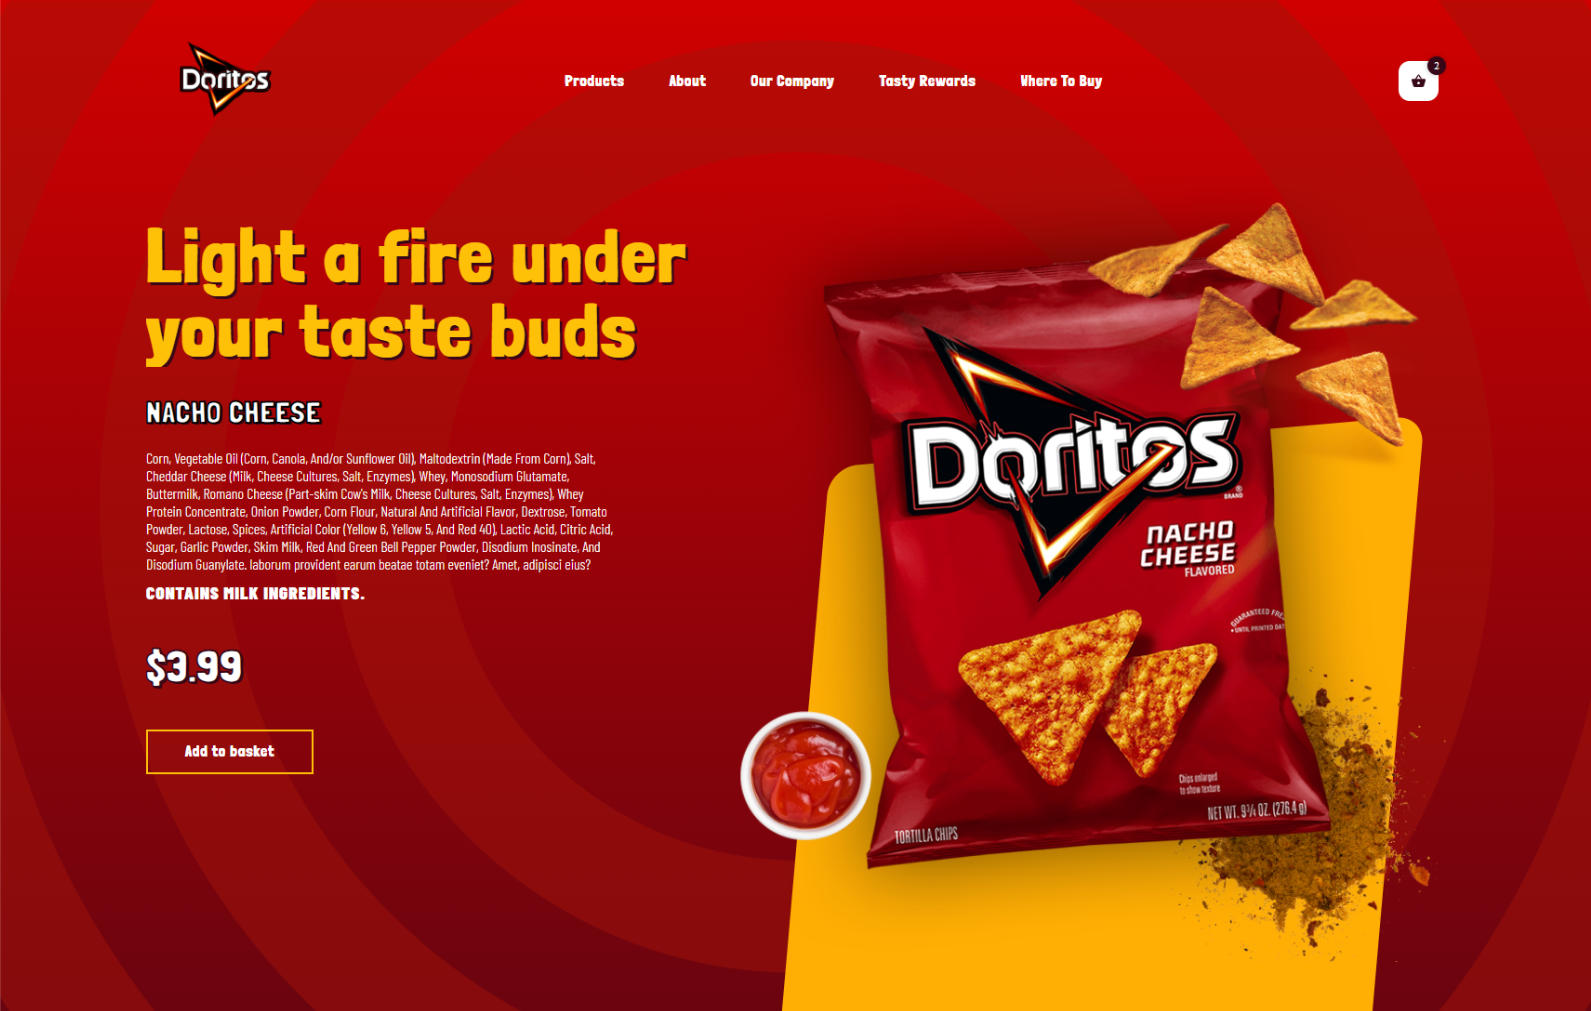 Doritos
Products
About
Our Company
Tasty Rewards
Where To Buy
2
Light a fire under
your taste buds
NACHO CHEESE
Corn, Vegetable Oil (Corn, Canola, And/or Sunflower Oil), Maltodextrin (Made From Corn), Salt,
Cheddar Cheese (Milk, Cheese Cultures, Salt, Enzymes), Whey, Monosodium Glutamate,
Buttermilk, Romano Cheese (Part-skim Cow's Milk, Cheese Cultures, Salt, Enzymes), Whey
Protein Concentrate, Onion Powder, Corn Flour, Natural And Artificial Flavor, Dextrose, Tomato
Powder, Lactose, Spices, Artificial Color (Yellow 6, Yellow 5, And Red 40), Lactic Acid, Citric Acid,
Sugar, Garlic Powder, Skim Milk, Red And Green Bell Pepper Powder, Disodium Inosinate, And
Disodium Guanylate. laborum provident earum beatae totam eveniet? Amet, adipisci eius?
CONTAINS MILK INGREDIENTS.
$3.99
Add to basket
Doritos
®
BRAND
NACHO
CHEESE
FLAVORED
GUARANTEED FRE
• UNTIL PRINTED DAT
Chips enlarged
to show texture
NET WT. 9 3/4 OZ. (276.4 g)
TORTILLA CHIPS